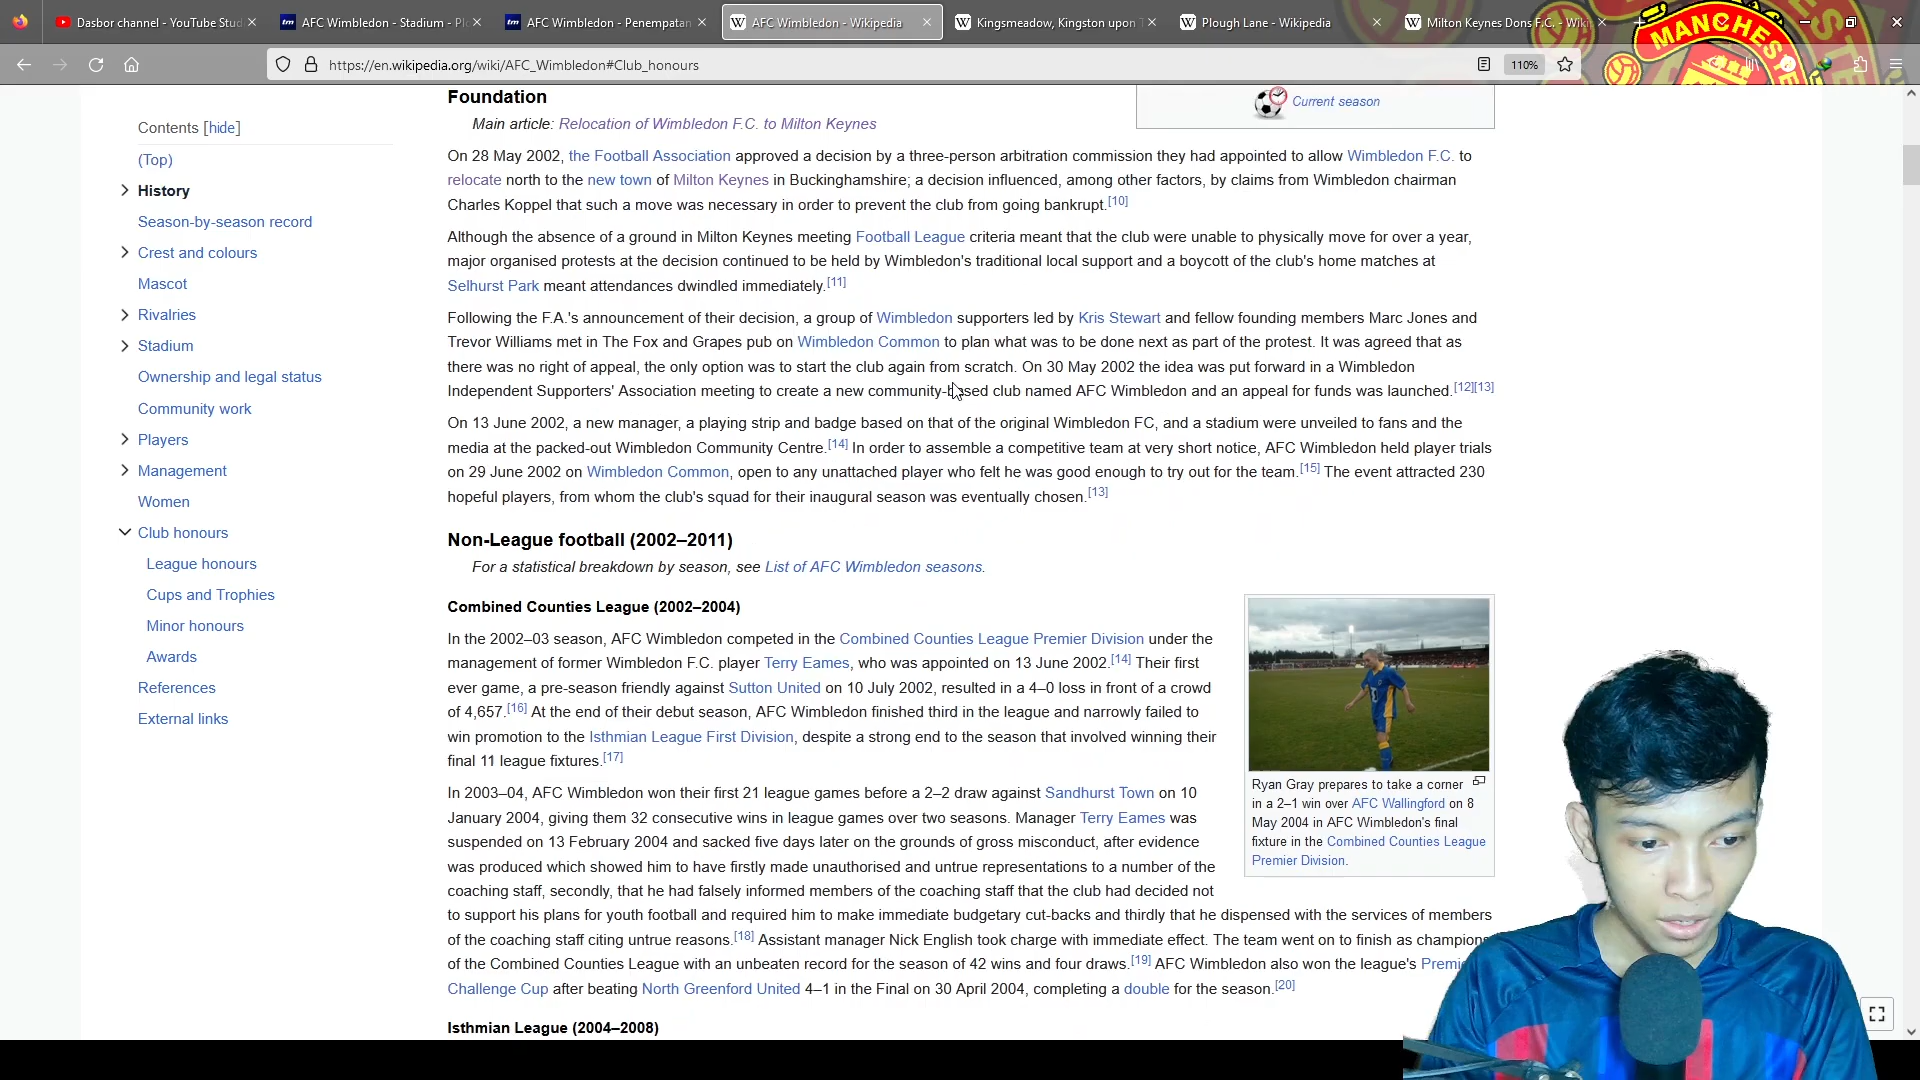 Dasbor channel - YouTube Stud
AFC Wimbledon - Stadium - Pl
AFC Wimbledon - Penempatan
AFC Wimbledon - Wikipedia
Kingsmeadow, Kingston upon T
Plough Lane - Wikipedia
Milton Keynes Dons F.C. - Wiki
MANCHESTE
https://en.wikipedia.org/wiki/AFC_Wimbledon#Club_honours
110%
Contents [hide]
(Top)
History
Season-by-season record
Crest and colours
Mascot
Rivalries
Stadium
Ownership and legal status
Community work
Players
Management
Women
Club honours
League honours
Cups and Trophies
Minor honours
Awards
References
External links
Current season
Foundation
Main article: Relocation of Wimbledon F.C. to Milton Keynes
On 28 May 2002, the Football Association approved a decision by a three-person arbitration commission they had appointed to allow Wimbledon F.C. to
relocate north to the new town of Milton Keynes in Buckinghamshire; a decision influenced, among other factors, by claims from Wimbledon chairman
Charles Koppel that such a move was necessary in order to prevent the club from going bankrupt.[10]
Although the absence of a ground in Milton Keynes meeting Football League criteria meant that the club were unable to physically move for over a year,
major organised protests at the decision continued to be held by Wimbledon's traditional local support and a boycott of the club's home matches at
Selhurst Park meant attendances dwindled immediately.[11]
Following the F.A.'s announcement of their decision, a group of Wimbledon supporters led by Kris Stewart and fellow founding members Marc Jones and
Trevor Williams met in The Fox and Grapes pub on Wimbledon Common to plan what was to be done next as part of the protest. It was agreed that as
there was no right of appeal, the only option was to start the club again from scratch. On 30 May 2002 the idea was put forward in a Wimbledon
Independent Supporters' Association meeting to create a new community-based club named AFC Wimbledon and an appeal for funds was launched.[12][13]
On 13 June 2002, a new manager, a playing strip and badge based on that of the original Wimbledon FC, and a stadium were unveiled to fans and the
media at the packed-out Wimbledon Community Centre.[14] In order to assemble a competitive team at very short notice, AFC Wimbledon held player trials
on 29 June 2002 on Wimbledon Common, open to any unattached player who felt he was good enough to try out for the team.[15] The event attracted 230
hopeful players, from whom the club's squad for their inaugural season was eventually chosen.[13]
Non-League football (2002–2011)
For a statistical breakdown by season, see List of AFC Wimbledon seasons.
Combined Counties League (2002–2004)
In the 2002–03 season, AFC Wimbledon competed in the Combined Counties League Premier Division under the
management of former Wimbledon F.C. player Terry Eames, who was appointed on 13 June 2002.[14] Their first
ever game, a pre-season friendly against Sutton United on 10 July 2002, resulted in a 4–0 loss in front of a crowd
of 4,657.[16] At the end of their debut season, AFC Wimbledon finished third in the league and narrowly failed to
win promotion to the Isthmian League First Division, despite a strong end to the season that involved winning their
final 11 league fixtures.[17]
In 2003–04, AFC Wimbledon won their first 21 league games before a 2–2 draw against Sandhurst Town on 10
January 2004, giving them 32 consecutive wins in league games over two seasons. Manager Terry Eames was
suspended on 13 February 2004 and sacked five days later on the grounds of gross misconduct, after evidence
was produced which showed him to have firstly made unauthorised and untrue representations to a number of the
coaching staff, secondly, that he had falsely informed members of the coaching staff that the club had decided not
to support his plans for youth football and required him to make immediate budgetary cut-backs and thirdly that he dispensed with the services of members
of the coaching staff citing untrue reasons.[18] Assistant manager Nick English took charge with immediate effect. The team went on to finish as champions
of the Combined Counties League with an unbeaten record for the season of 42 wins and four draws.[19] AFC Wimbledon also won the league's Premi
Challenge Cup after beating North Greenford United 4–1 in the Final on 30 April 2004, completing a double for the season.[20]
Ryan Gray prepares to take a corner
in a 2–1 win over AFC Wallingford on 8
May 2004 in AFC Wimbledon's final
fixture in the Combined Counties League
Premier Division.
Isthmian League (2004–2008)